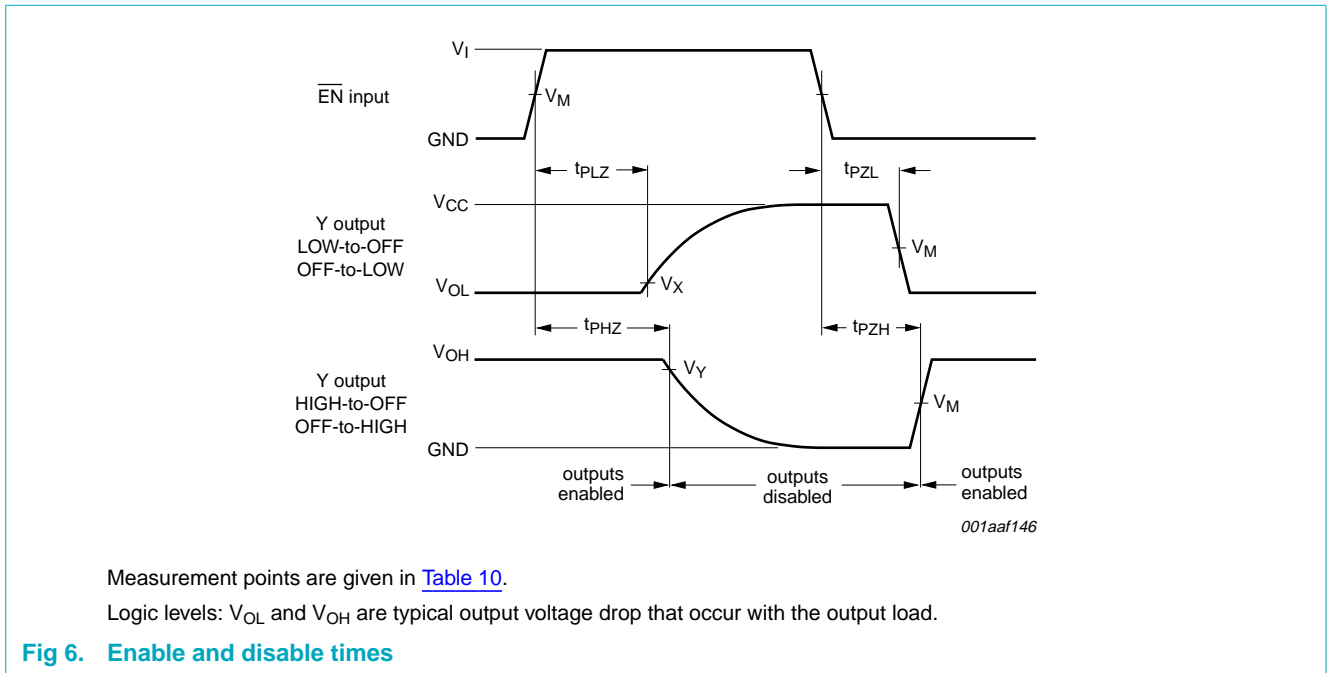 V_I
E̅N̅ input
V_M
GND
t_PLZ
t_PZL
V_CC
Y output
LOW-to-OFF
OFF-to-LOW
V_M
V_OL
V_X
t_PHZ
t_PZH
V_OH
V_Y
Y output
HIGH-to-OFF
OFF-to-HIGH
V_M
GND
outputs
enabled
outputs
disabled
outputs
enabled
001aaf146
Measurement points are given in Table 10.
Logic levels: V_OL and V_OH are typical output voltage drop that occur with the output load.
Fig 6. Enable and disable times